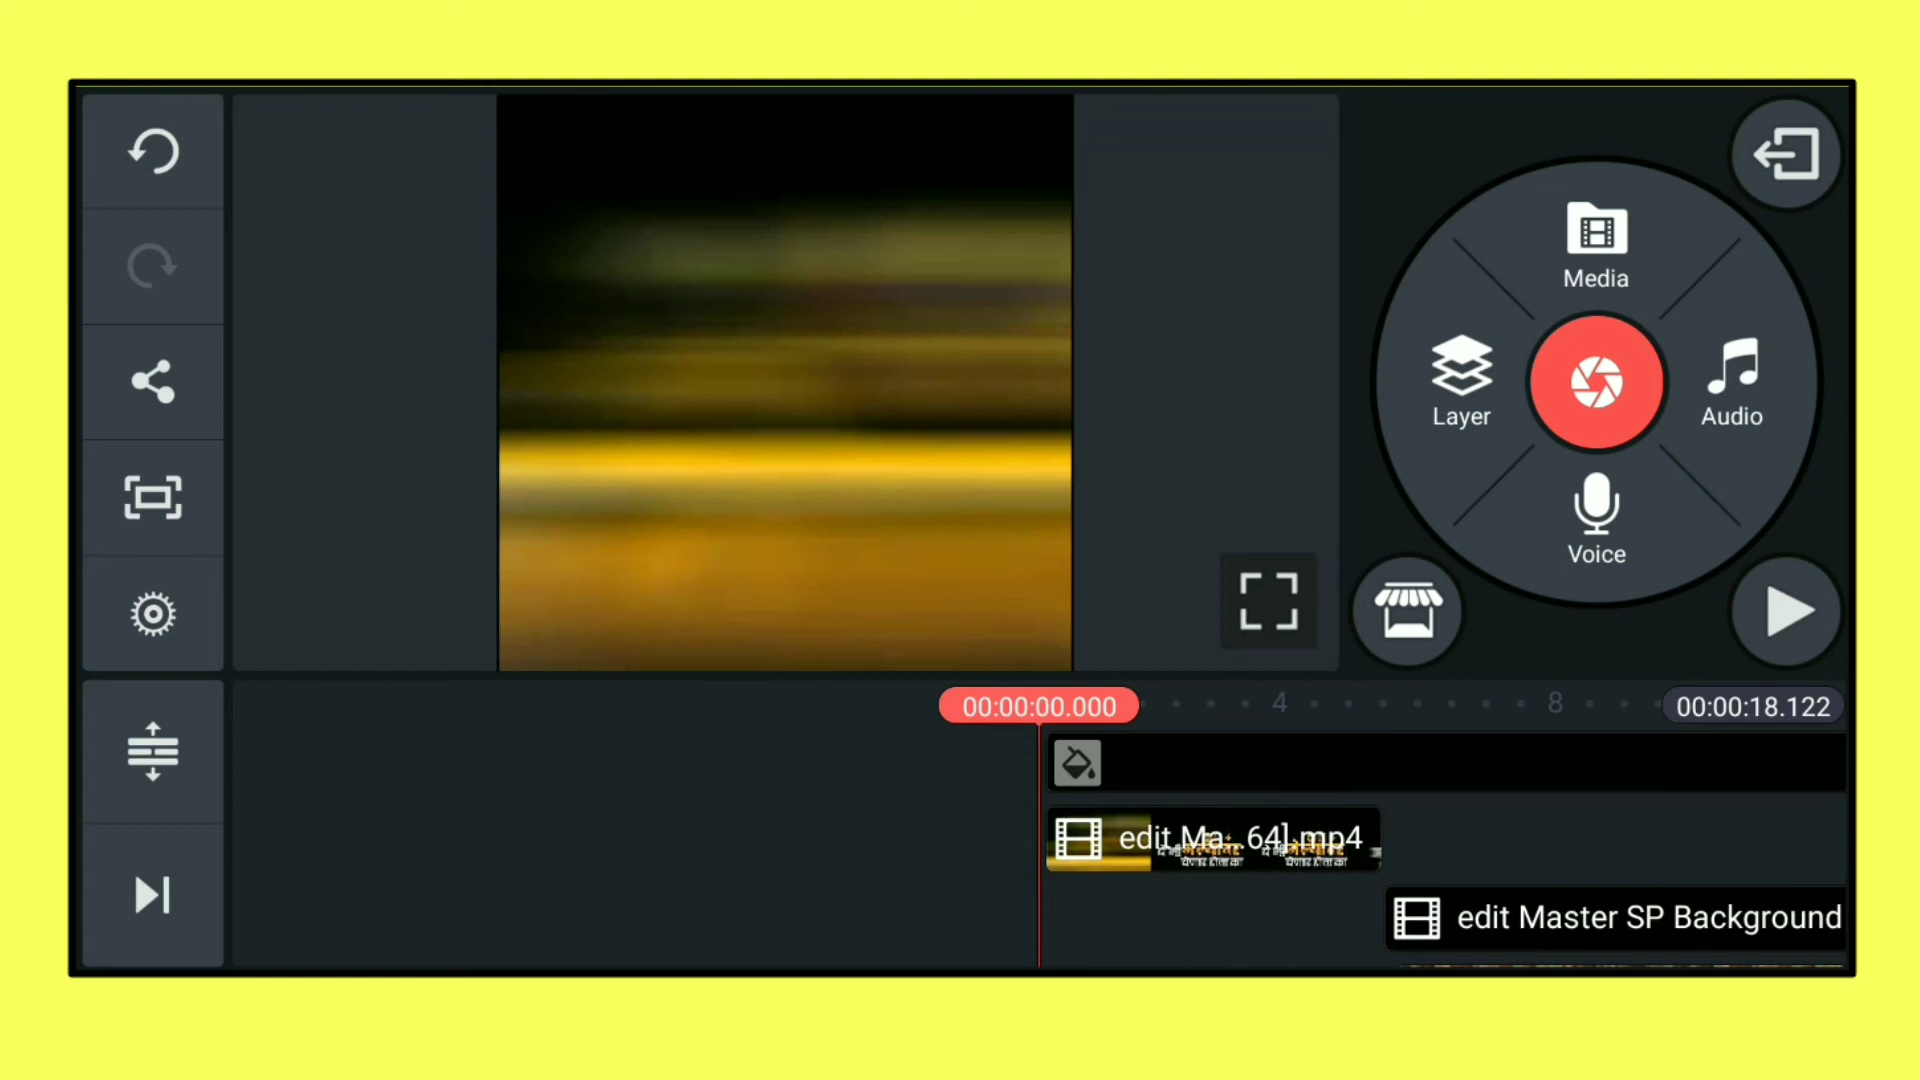 Media
Layer
Audio
Voice
00:00:00.000
4
8
00:00:18.122
edit Ma...64].mp4
edit Master SP Background